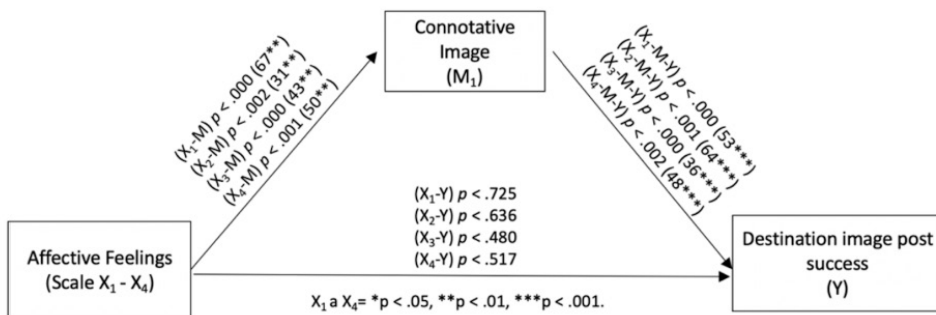 Connotative
Image
(M₁)
(X₁-M) p < .000 (67**)
(X₂-M) p < .002 (31**)
(X₃-M) p < .000 (43**)
(X₄-M) p < .001 (50**)
(X₁-M-Y) p < .000 (53***)
(X₂-M-Y) p < .001 (64***)
(X₃-M-Y) p < .000 (36***)
(X₄-M-Y) p < .002 (48***)
(X₁-Y) p < .725
(X₂-Y) p < .636
(X₃-Y) p < .480
(X₄-Y) p < .517
Affective Feelings
(Scale X₁ - X₄)
Destination image post
success
(Y)
X₁ a X₄= *p < .05, **p < .01, ***p < .001.